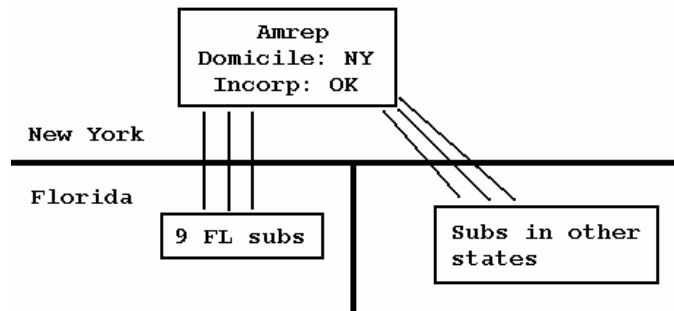 Amrep
Domicile: NY
Incorp: OK
New York
Florida
9 FL subs
Subs in other
states